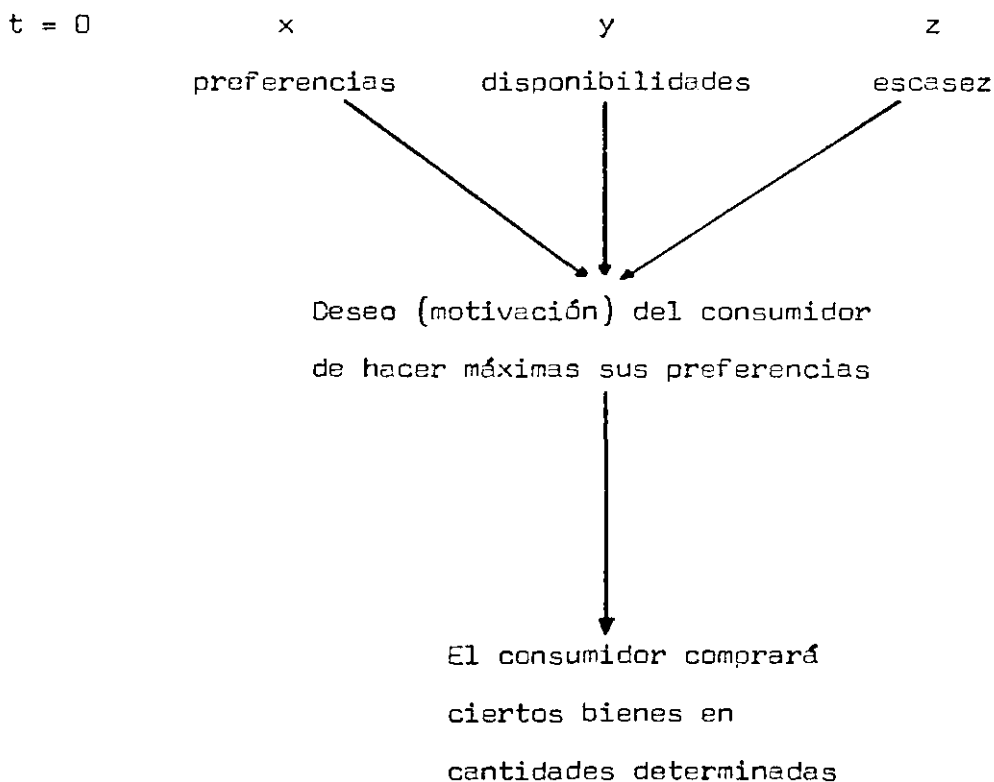 t = 0 x y z
preferencias disponibilidades escasez
Deseo (motivación) del consumidor
de hacer máximas sus preferencias
El consumidor comprará
ciertos bienes en
cantidades determinadas